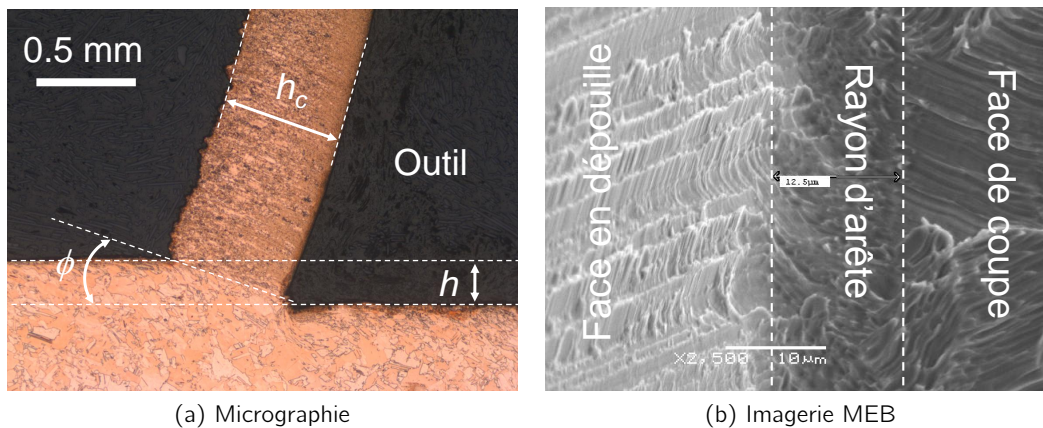 0.5 mm
h_c
Outil
ϕ
h
Face en dépouille
Rayon d'arête
Face de coupe
12.5μm
X2,500 10μm
(a) Micrographie
(b) Imagerie MEB